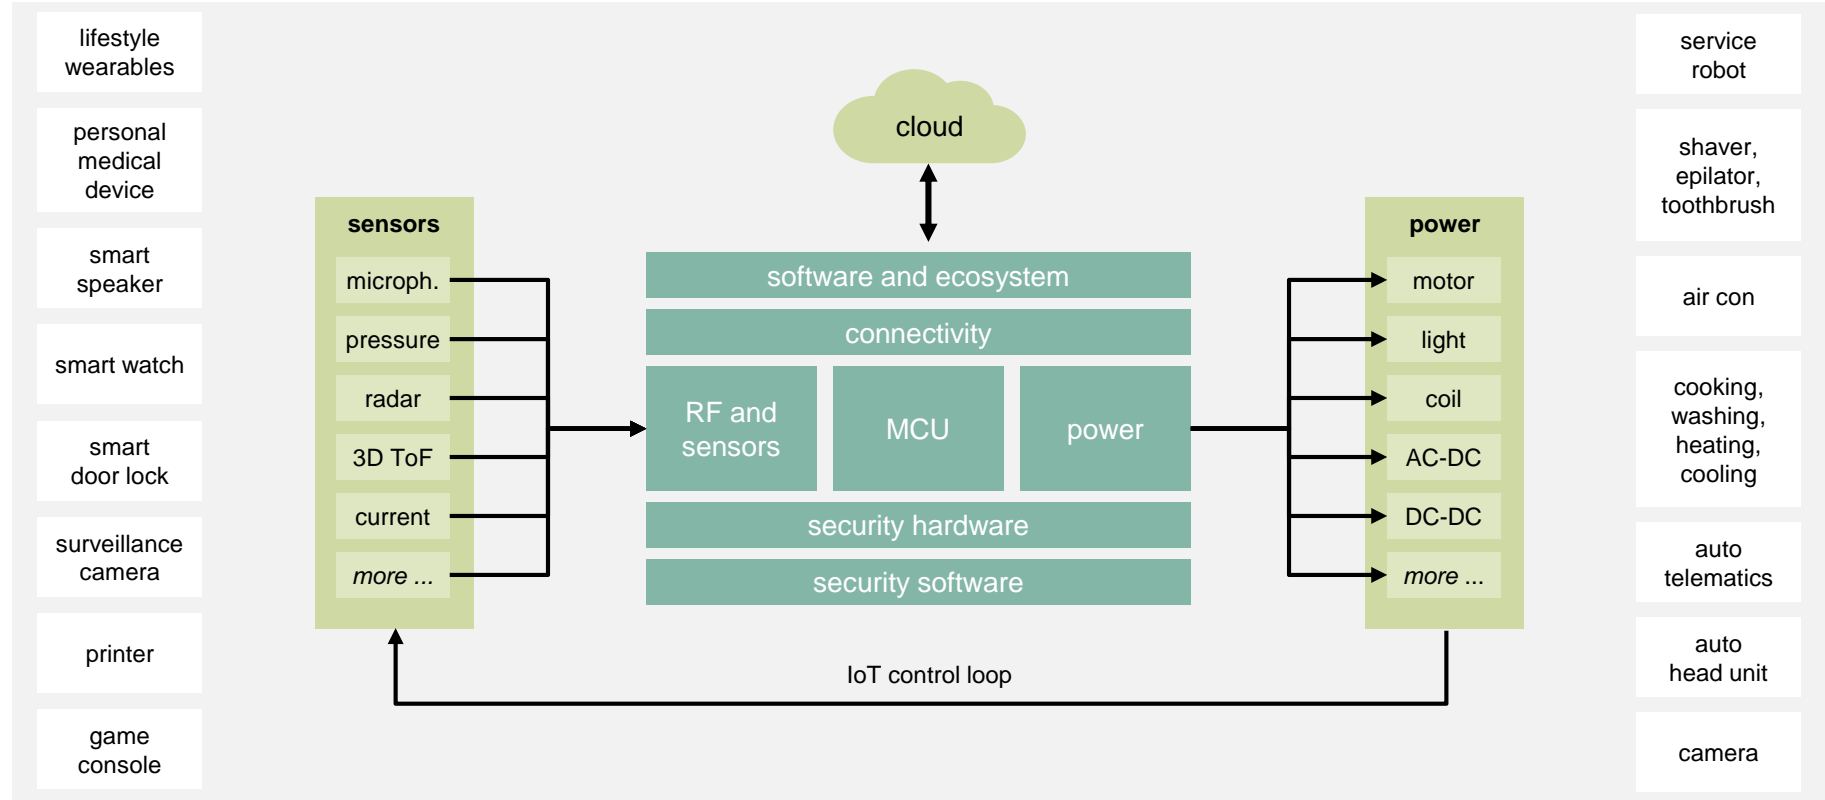 lifestyle
wearables
personal
medical
device
smart
speaker
smart watch
smart
door lock
surveillance
camera
printer
game
console
sensors
microph.
pressure
radar
3D ToF
current
more ...
cloud
software and ecosystem
connectivity
RF and
sensors
MCU
power
security hardware
security software
IoT control loop
power
motor
light
coil
AC-DC
DC-DC
more ...
service
robot
shaver,
epilator,
toothbrush
air con
cooking,
washing,
heating,
cooling
auto
telematics
auto
head unit
camera